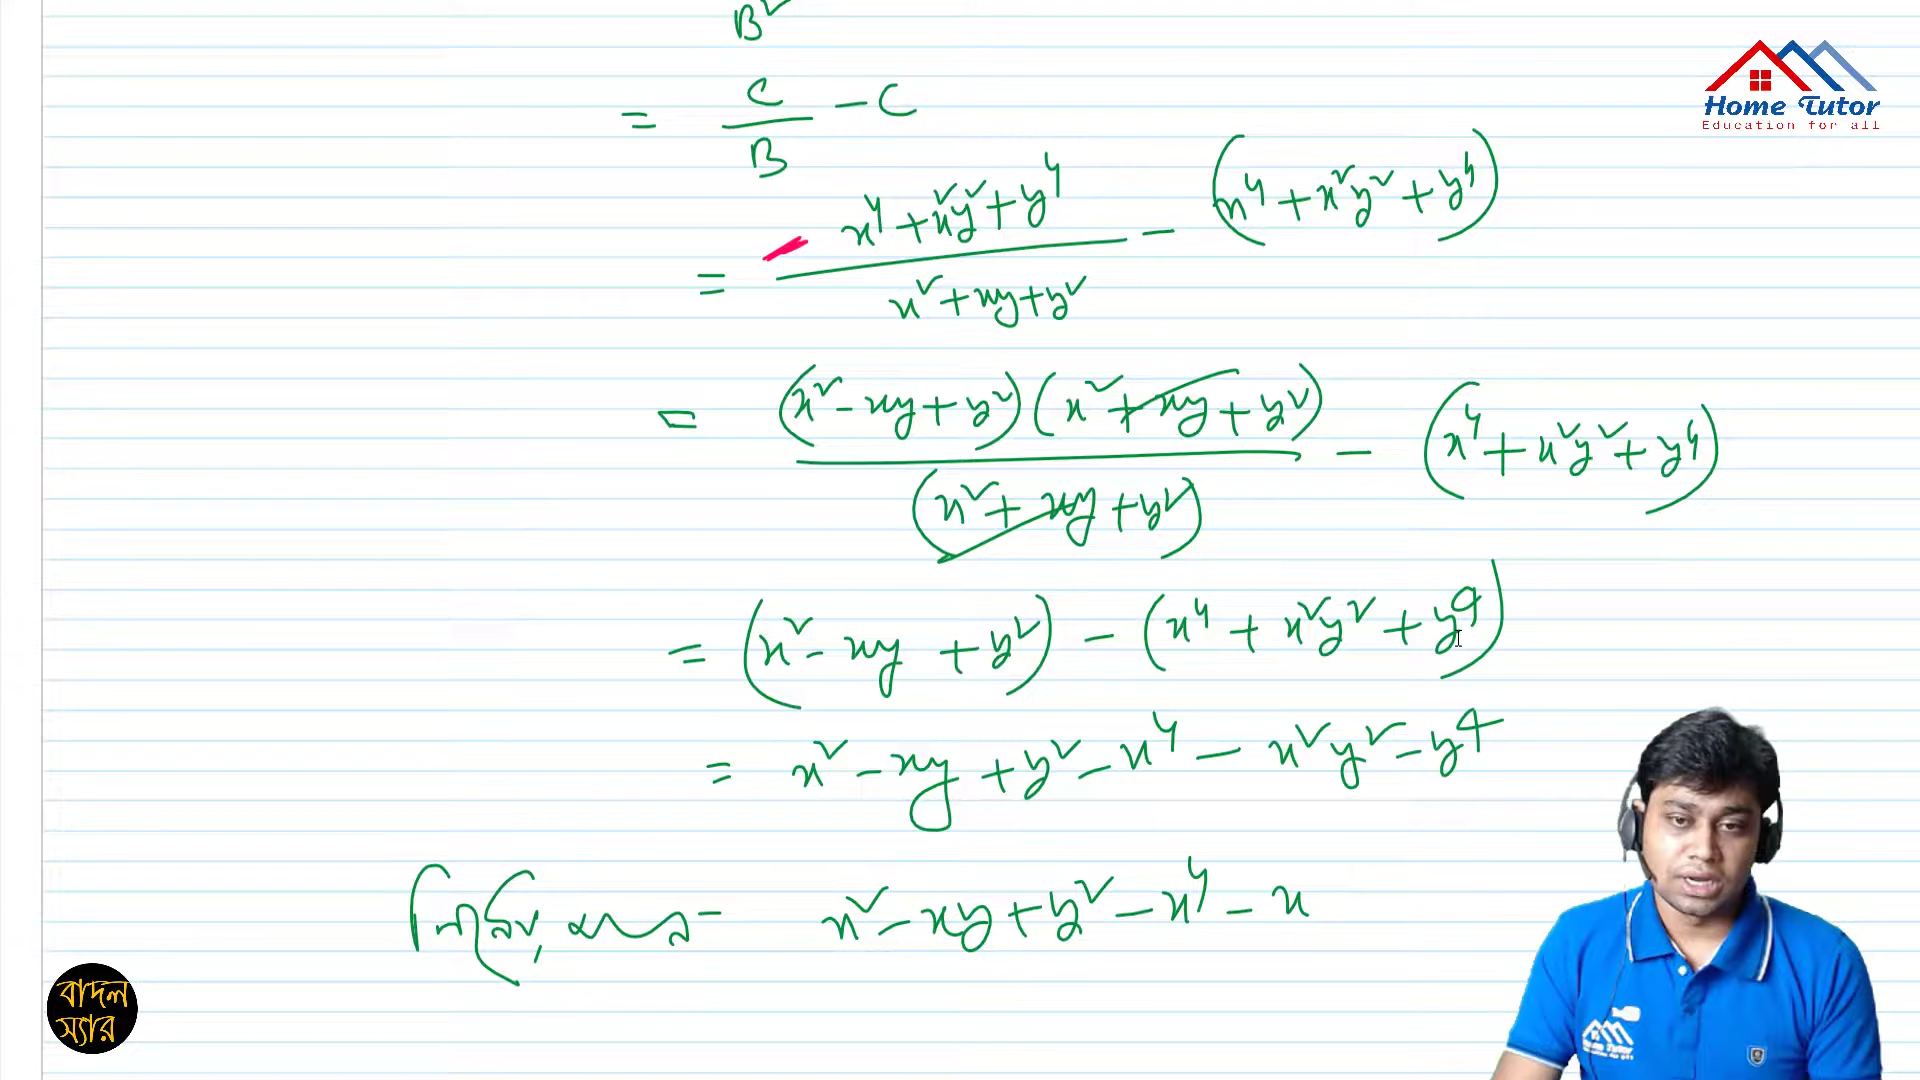 B²
= C/B - C
Home Tutor
Education for all
= (x⁴ + x²y² + y⁴)/(x² + xy + y²) - (x⁴ + x²y² + y⁴)
= (x² - xy + y²)(x² + xy + y²)/(x² + xy + y²) - (x⁴ + x²y² + y⁴)
= (x² - xy + y²) - (x⁴ + x²y² + y⁴)
= x² - xy + y² - x⁴ - x²y² - y⁴
x² - xy + y² - x⁴ - x
বাদল
স্যার